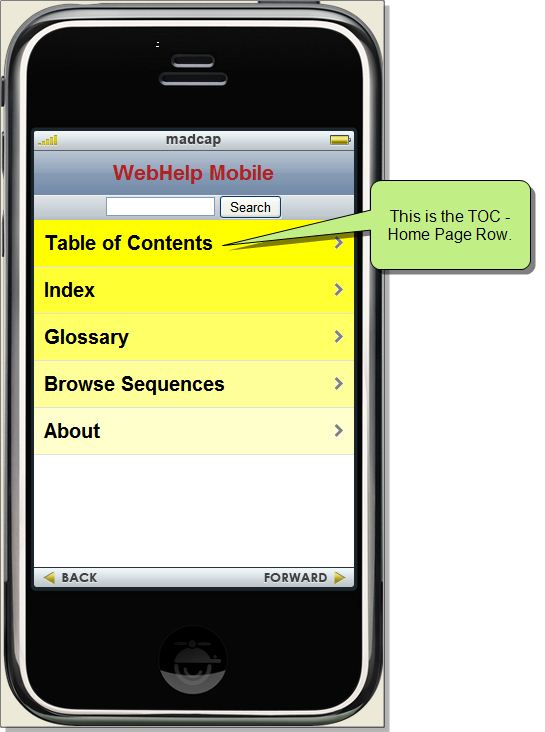 madcap
WebHelp Mobile
Search
Table of Contents
This is the TOC -
Home Page Row.
Index
Glossary
Browse Sequences
About
BACK
FORWARD